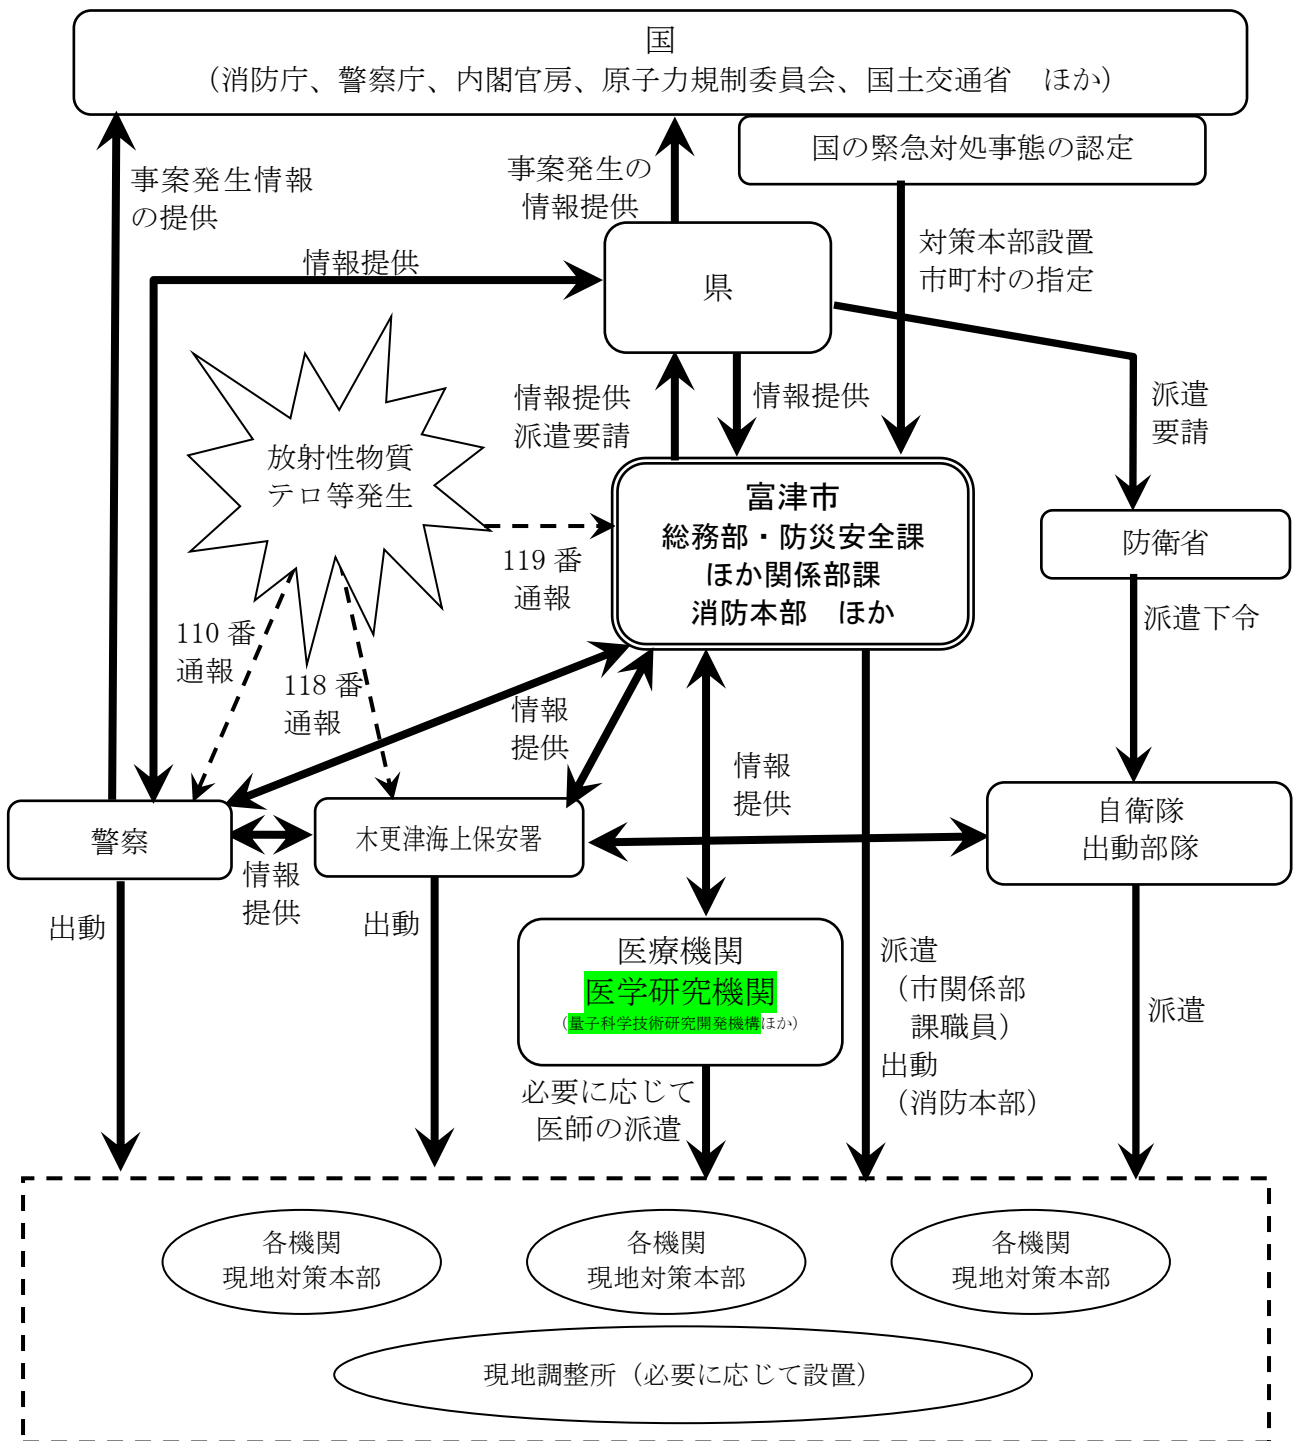 国
（消防庁、警察庁、内閣官房、原子力規制委員会、国土交通省　ほか）
国の緊急対処事態の認定
事案発生情報
の提供
事案発生の
情報提供
対策本部設置
市町村の指定
情報提供
県
情報提供
派遣要請
情報提供
派遣
要請
放射性物質
テロ等発生
富津市
総務部・防災安全課
ほか関係部課
消防本部　ほか
防衛省
119 番
通報
派遣下令
110 番
通報
118 番
通報
情報
提供
情報
提供
警察
木更津海上保安署
自衛隊
出動部隊
情報
提供
出動
出動
医療機関
医学研究機関
（量子科学技術研究開発機構ほか）
派遣
（市関係部
課職員）
出動
（消防本部）
派遣
必要に応じて
医師の派遣
各機関
現地対策本部
各機関
現地対策本部
各機関
現地対策本部
現地調整所（必要に応じて設置）